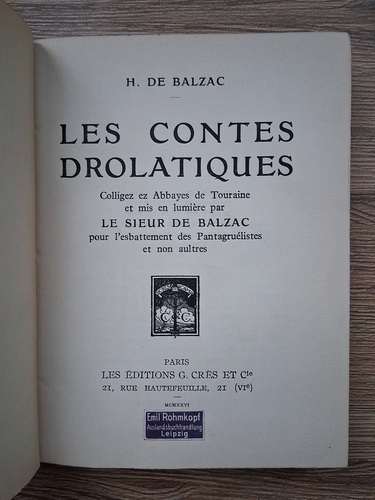 H. DE BALZAC
LES CONTES
DROLATIQUES
Colligez ez Abbayes de Touraine
et mis en lumière par
LE SIEUR DE BALZAC
pour l'esbattement des Pantagruélistes
et non aultres
C C
PARIS
LES ÉDITIONS G. CRÈS ET Cie
21, RUE HAUTEFEUILLE, 21 (VIe)
MCMXXVI
Emil Rohmkopf
Auslandsbuchhandlung
Leipzig